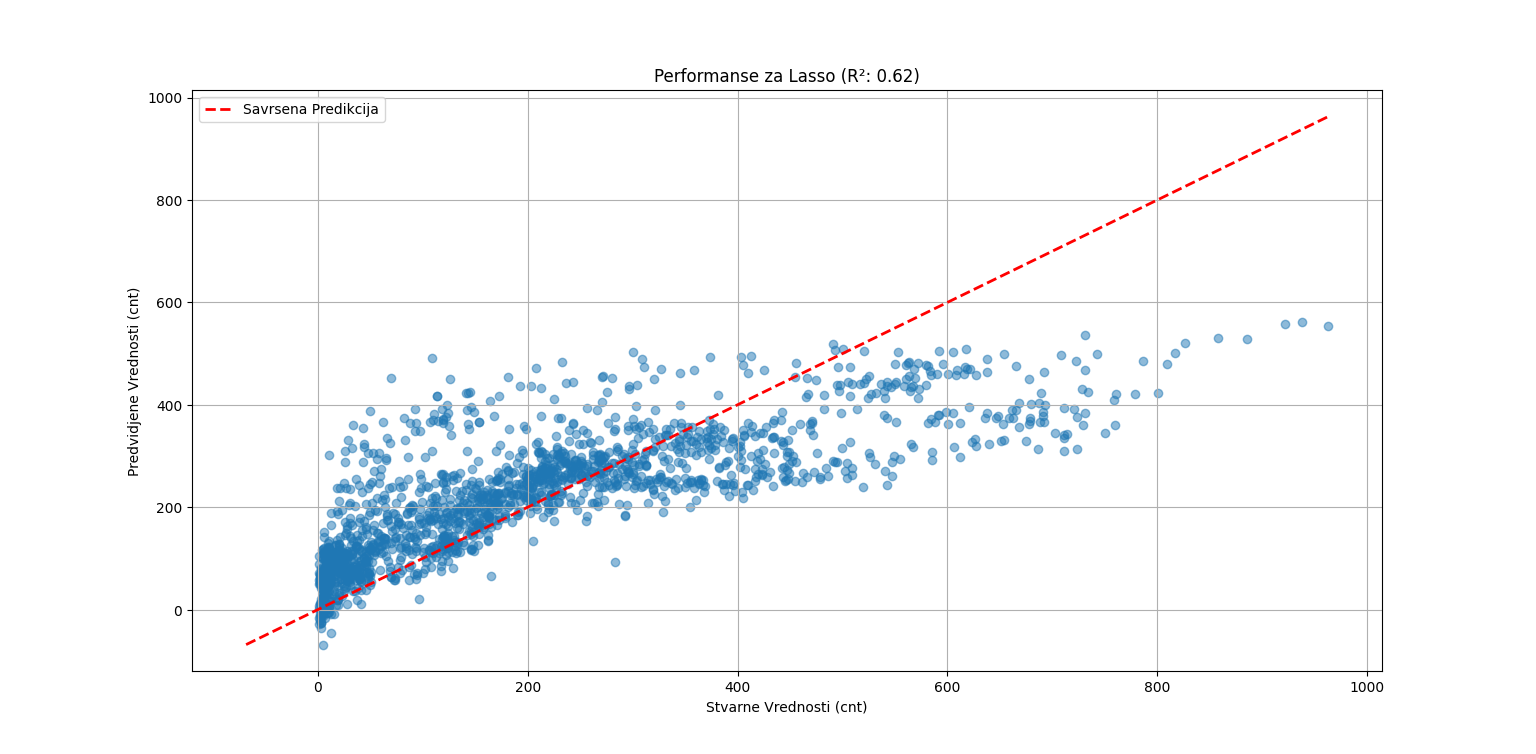 Performanse za Lasso (R²: 0.62)
Savrsena Predikcija
1000
800
600
400
200
0
Predvidjene Vrednosti (cnt)
0 200 400 600 800 1000
Stvarne Vrednosti (cnt)